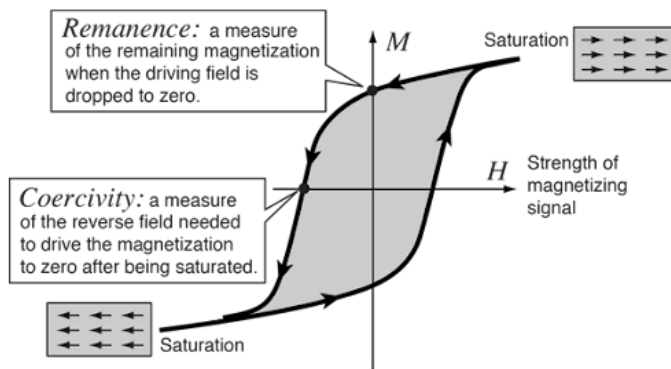 Remanence: a measure
of the remaining magnetization
when the driving field is
dropped to zero.
M
Saturation
H
Strength of
magnetizing
signal
Coercivity: a measure
of the reverse field needed
to drive the magnetization
to zero after being saturated.
Saturation